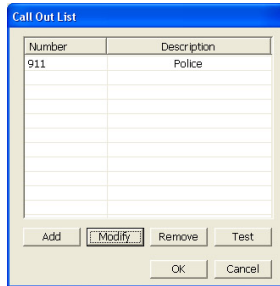 Call Out List
Number Description
911 Police
Add Modify Remove Test
OK Cancel